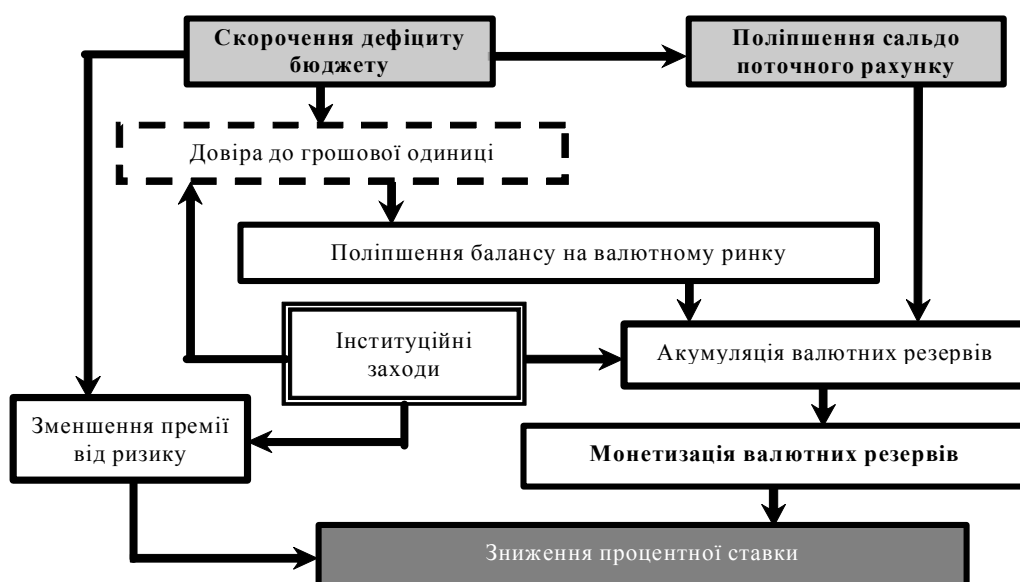 Скорочення дефіциту
бюджету
Поліпшення сальдо
поточного рахунку
Довіра до грошової одиниці
Поліпшення балансу на валютному ринку
Інституційні
заходи
Акумуляція валютних резервів
Зменшення премії
від ризику
Монетизація валютних резервів
Зниження процентної ставки